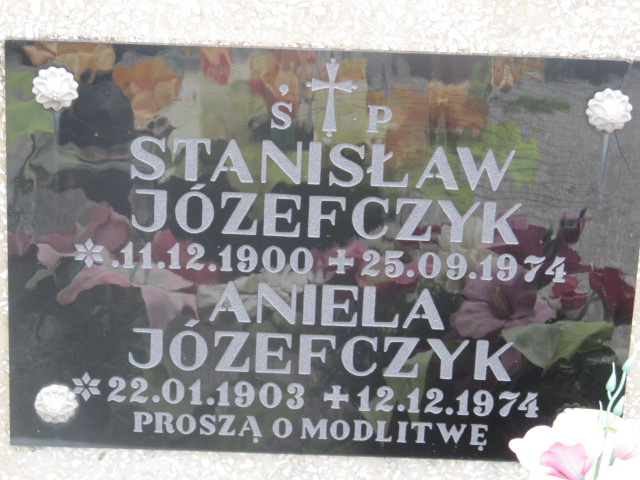 Ś P
STANISŁAW
JÓZEFCZYK
*.11.12.1900 + 25.09.1974
ANIELA
JÓZEFCZYK
*22.01.1903 + 12.12.1974
PROSZĄ O MODLITWĘ